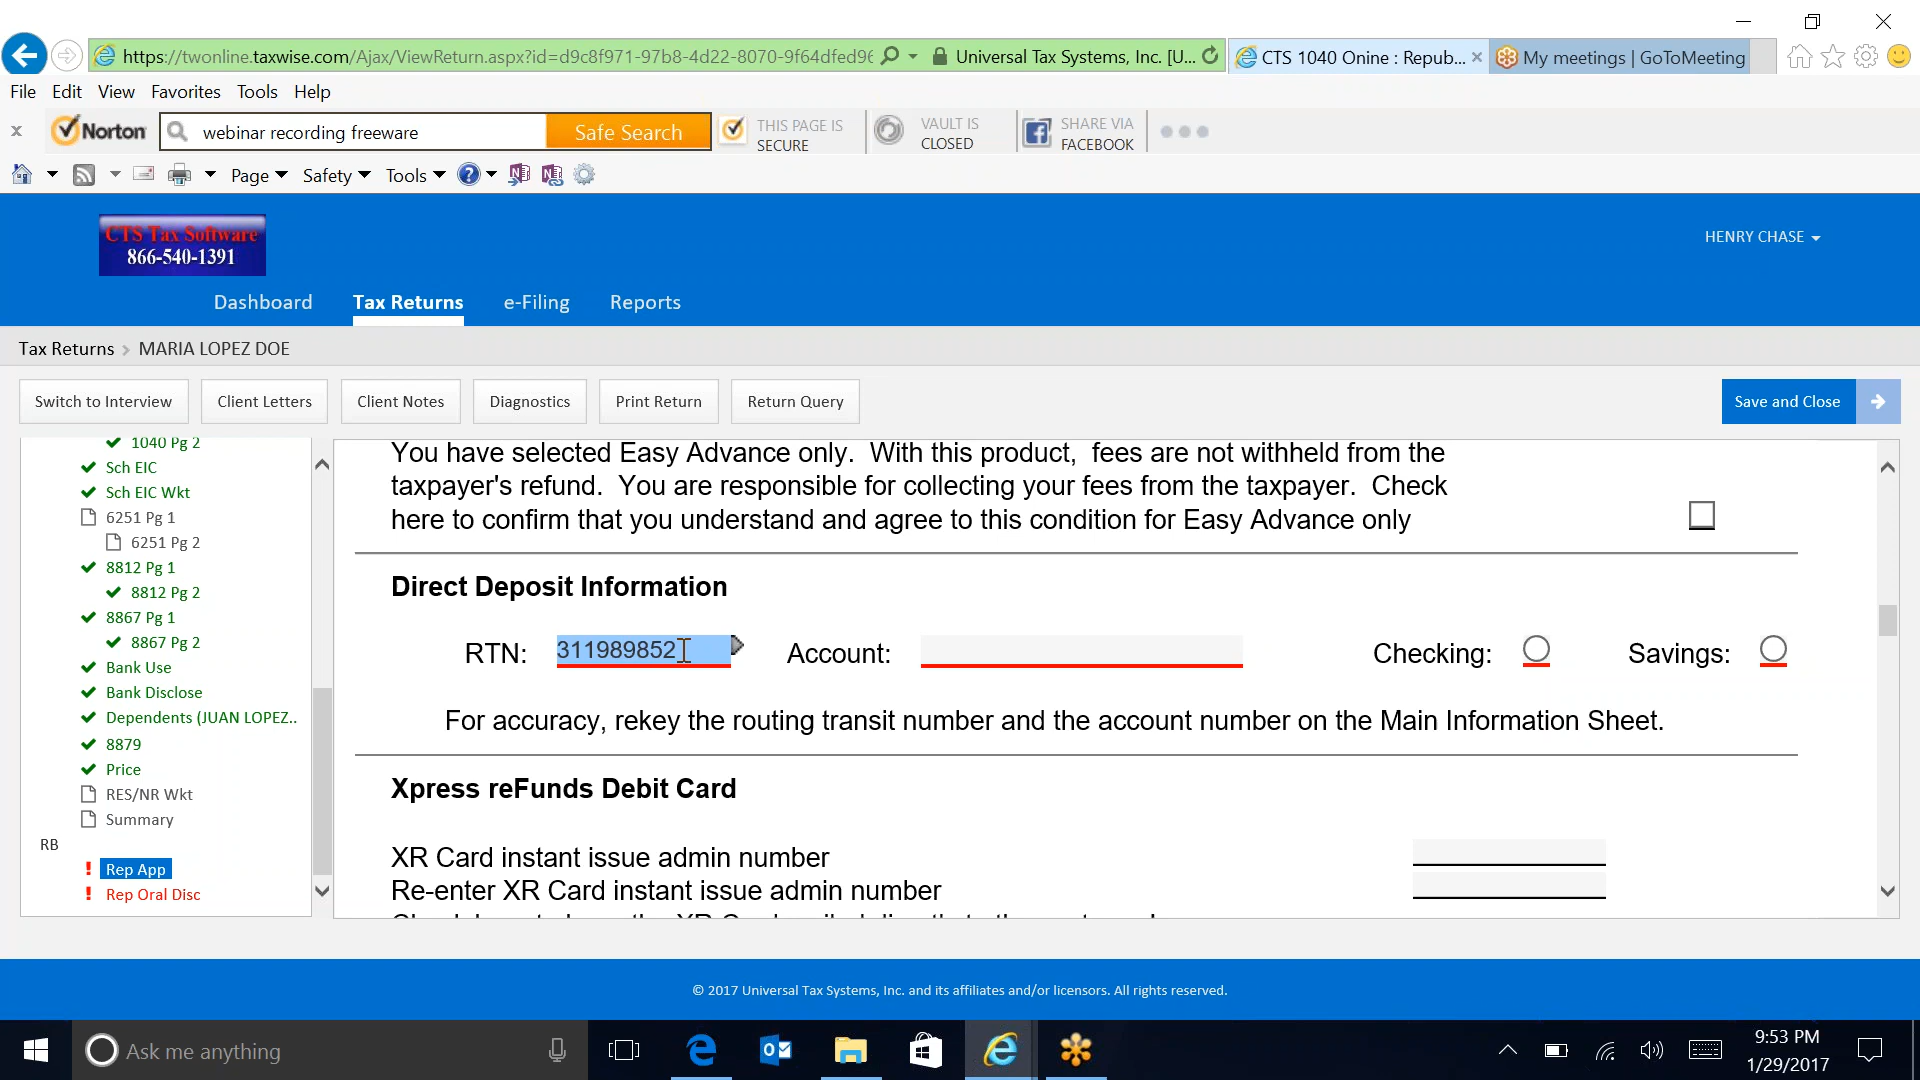 https://twonline.taxwise.com/Ajax/ViewReturn.aspx?id=d9c8f971-97b8-4d22-8070-9f64dfed96
Universal Tax Systems, Inc. [U...
CTS 1040 Onine : Repub...
My meetings | GoToMeeting
File Edit View Favorites Tools Help
x Norton webinar recording freeware Safe Search THIS PAGE IS SECURE VAULT IS CLOSED SHARE VIA FACEBOOK
Page Safety Tools
CTS Tax Software
866-540-1391
HENRY CHASE
Dashboard Tax Returns e-Filing Reports
Tax Returns > MARIA LOPEZ DOE
Switch to Interview Client Letters Client Notes Diagnostics Print Return Return Query Save and Close
1040 Pg 2
Sch EIC
Sch EIC Wkt
6251 Pg 1
6251 Pg 2
8812 Pg 1
8812 Pg 2
8867 Pg 1
8867 Pg 2
Bank Use
Bank Disclose
Dependents (JUAN LOPEZ..
8879
Price
RES/NR Wkt
Summary
RB
! Rep App
! Rep Oral Disc
You have selected Easy Advance only. With this product, fees are not withheld from the
taxpayer's refund. You are responsible for collecting your fees from the taxpayer. Check
here to confirm that you understand and agree to this condition for Easy Advance only
Direct Deposit Information
RTN: 311989852 Account: Checking: Savings:
For accuracy, rekey the routing transit number and the account number on the Main Information Sheet.
Xpress reFunds Debit Card
XR Card instant issue admin number
Re-enter XR Card instant issue admin number
© 2017 Universal Tax Systems, Inc. and its affiliates and/or licensors. All rights reserved.
Ask me anything
9:53 PM
1/29/2017